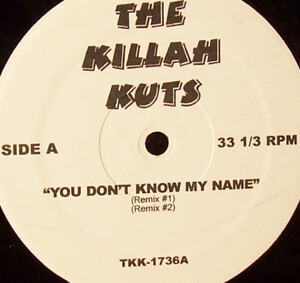 THE
KILLAH
KUTS
SIDE A
33 1/3 RPM
“YOU DON’T KNOW MY NAME”
(Remix #1)
(Remix #2)
TKK-1736A